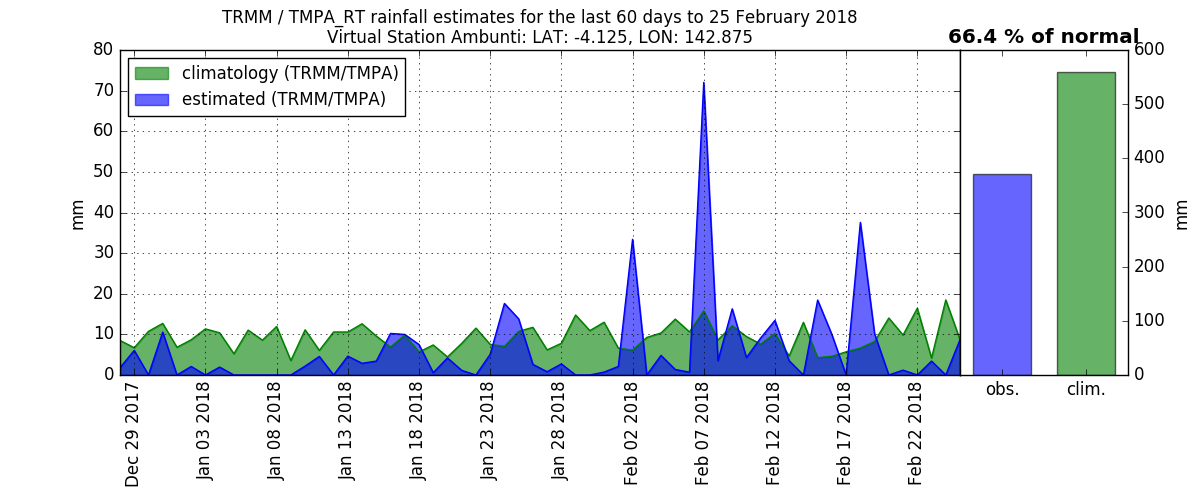 TRMM / TMPA_RT rainfall estimates for the last 60 days to 25 February 2018
Virtual Station Ambunti: LAT: -4.125, LON: 142.875
66.4 % of normal
climatology (TRMM/TMPA)
estimated (TRMM/TMPA)
mm
80
70
60
50
40
30
20
10
0
Dec 29 2017
Jan 03 2018
Jan 08 2018
Jan 13 2018
Jan 18 2018
Jan 23 2018
Jan 28 2018
Feb 02 2018
Feb 07 2018
Feb 12 2018
Feb 17 2018
Feb 22 2018
obs.
clim.
600
500
400
300
200
100
0
mm